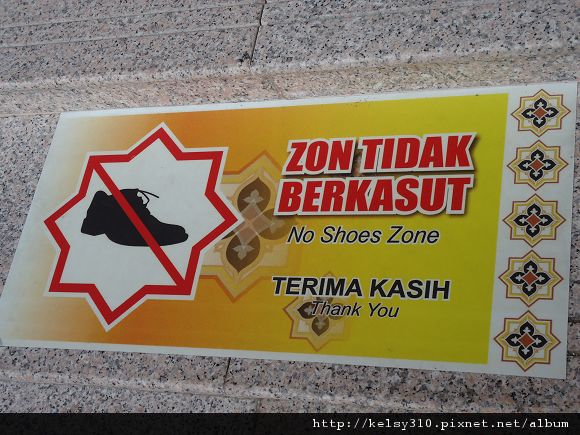 ZON TIDAK
BERKASUT
No Shoes Zone
TERIMA KASIH
Thank You
http://kelsy310.pixnet.net/album